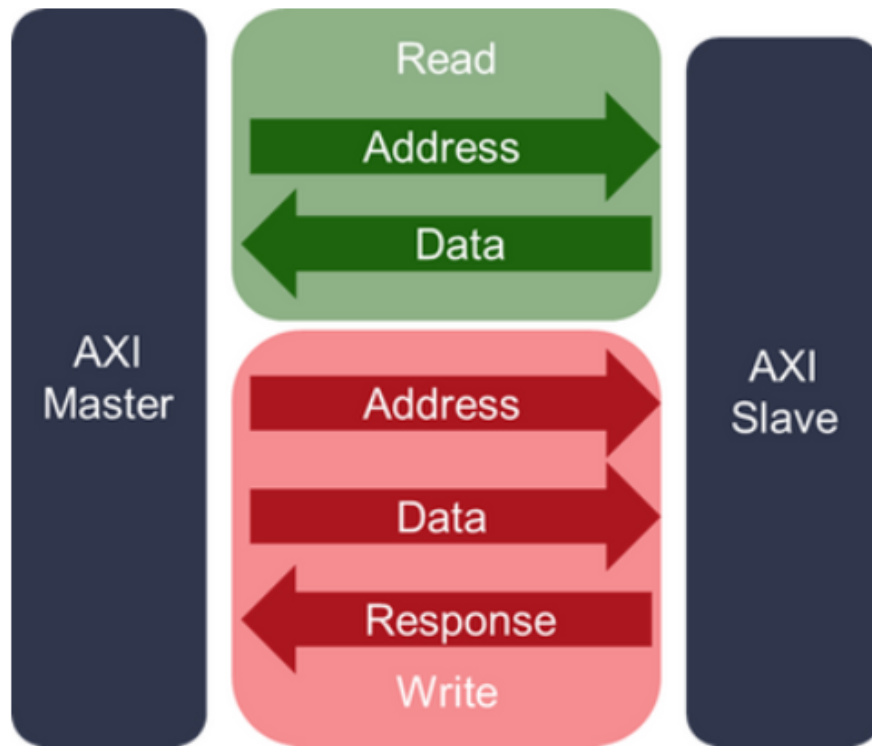 Read
Address
Data
AXI
Master
AXI
Slave
Address
Data
Response
Write